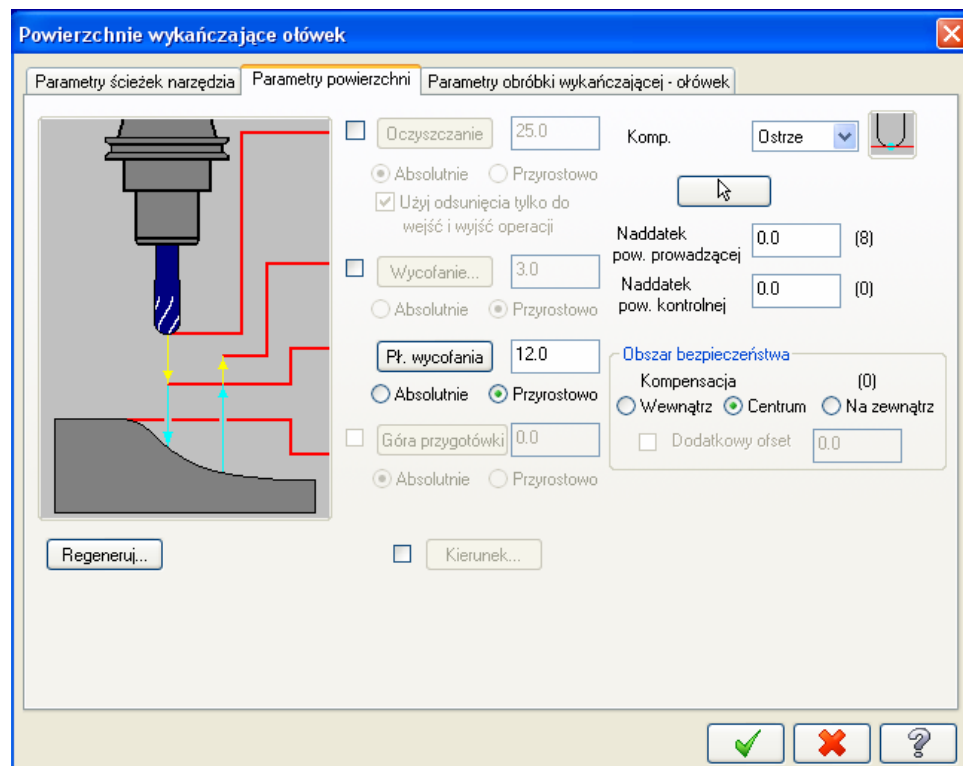 Powierzchnie wykańczające ołówek
Parametry ścieżek narzędzia Parametry powierzchni Parametry obróbki wykańczającej - ołówek
Oczyszczanie 25.0 Komp. Ostrze
Absolutnie Przyrostowo
Użyj odsunięcia tylko do
wejść i wyjść operacji
Naddatek
pow. prowadzącej 0.0 (8)
Wycofanie... 3.0
Naddatek
pow. kontrolnej 0.0 (0)
Absolutnie Przyrostowo
Pł. wycofania 12.0
Absolutnie Przyrostowo
Obszar bezpieczeństwa
Kompensacja (0)
Wewnątrz Centrum Na zewnątrz
Dodatkowy ofset 0.0
Góra przygotówki 0.0
Absolutnie Przyrostowo
Regeneruj... Kierunek...